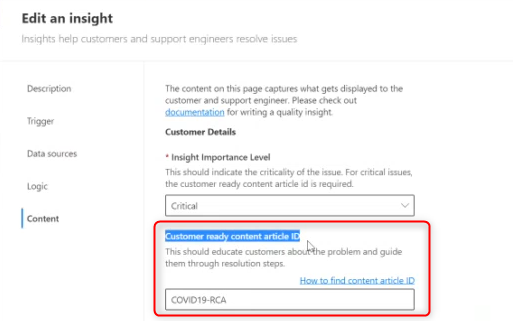 Edit an insight
Insights help customers and support engineers resolve issues
Description
Trigger
Data sources
Logic
Content
The content on this page captures what gets displayed to the
customer and support engineer. Please check out
documentation for writing a quality insight.
Customer Details
* Insight Importance Level
This should indicate the criticality of the issue. For critical issues,
the customer ready content article id is required.
Critical
Customer ready content article ID
This should educate customers about the problem and guide
them through resolution steps.
How to find content article ID
COVID19-RCA